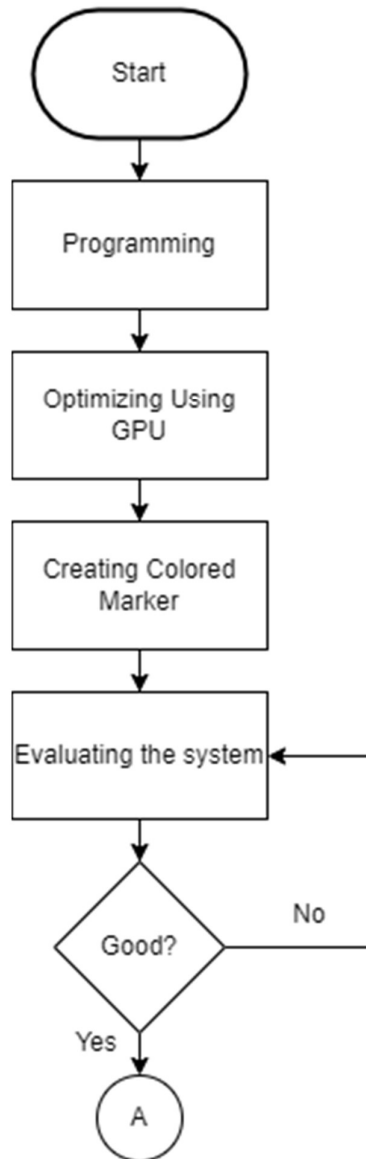 Start
Programming
Optimizing Using
GPU
Creating Colored
Marker
Evaluating the system
Good?
No
Yes
A